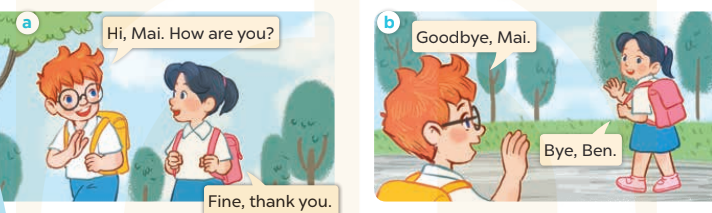 a
Hi, Mai. How are you?
Fine, thank you.
b
Goodbye, Mai.
Bye, Ben.